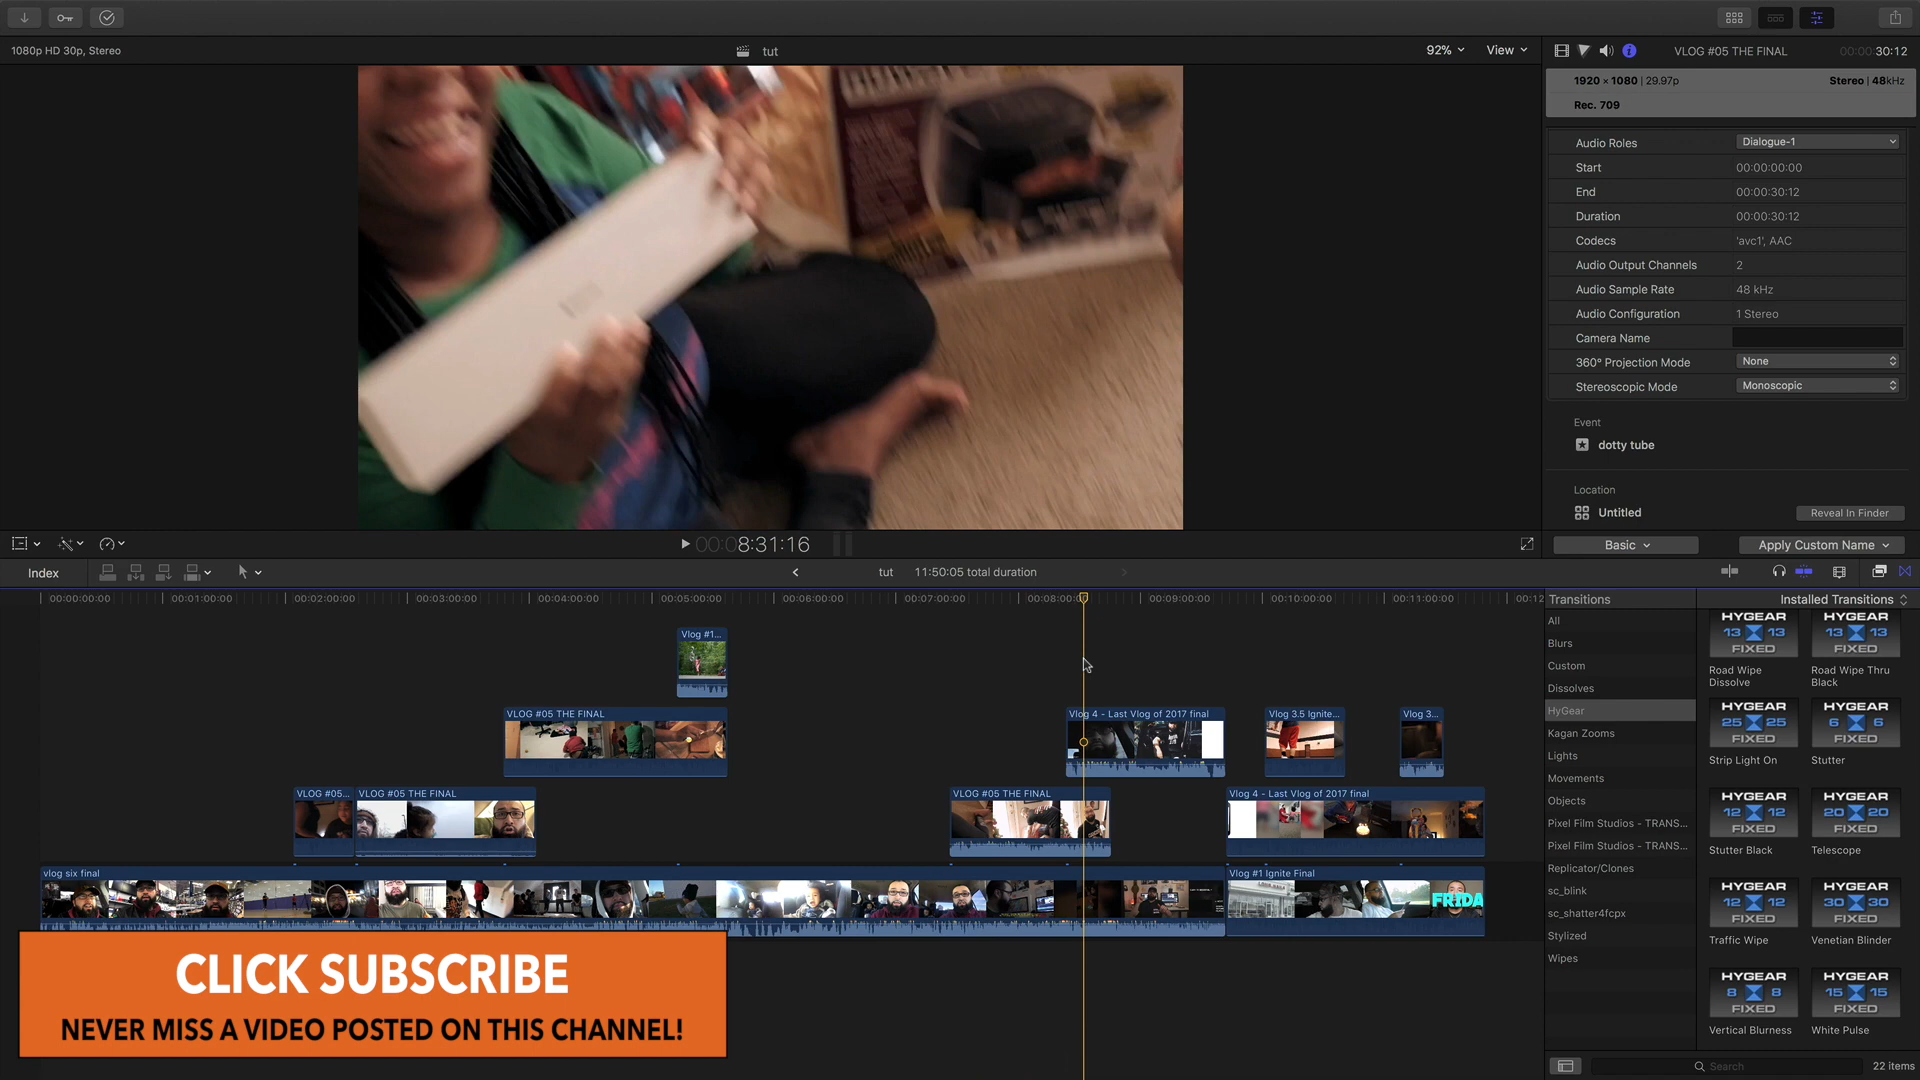 1080p HD 30p, Stereo
tut
92%
View
VLOG #05 THE FINAL
00:00:30:12
1920 × 1080 | 29.97p
Stereo | 48kHz
Rec. 709
Audio Roles
Dialogue-1
Start
00:00:00:00
End
00:00:30:12
Duration
00:00:30:12
Codecs
'avc1', AAC
Audio Output Channels
2
Audio Sample Rate
48 kHz
Audio Configuration
1 Stereo
Camera Name
360° Projection Mode
None
Stereoscopic Mode
Monoscopic
Event
dotty tube
Location
Untitled
Reveal In Finder
00:08:31:16
Basic
Apply Custom Name
Index
tut
11:50:05 total duration
00:00:00:00
00:01:00:00
00:02:00:00
00:03:00:00
00:04:00:00
00:05:00:00
00:06:00:00
00:07:00:00
00:08:00:00
00:09:00:00
00:10:00:00
00:11:00:00
00:12
Vlog #1...
VLOG #05 THE FINAL
Vlog 4 - Last Vlog of 2017 final
Vlog 3.5 Ignite...
Vlog 3...
VLOG #05...
VLOG #05 THE FINAL
VLOG #05 THE FINAL
Vlog 4 - Last Vlog of 2017 final
vlog six final
Vlog #1 Ignite Final
FRIDA
CLICK SUBSCRIBE
NEVER MISS A VIDEO POSTED ON THIS CHANNEL!
Transitions
All
Blurs
Custom
Dissolves
HyGear
Kagan Zooms
Lights
Movements
Objects
Pixel Film Studios - TRANS...
Pixel Film Studios - TRANS...
Replicator/Clones
sc_blink
sc_shatter4fcpx
Stylized
Wipes
Installed Transitions
HYGEAR
13 13
FIXED
Road Wipe
Dissolve
HYGEAR
13 13
FIXED
Road Wipe Thru
Black
HYGEAR
25 25
FIXED
Strip Light On
HYGEAR
6 6
FIXED
Stutter
HYGEAR
12 12
FIXED
Stutter Black
HYGEAR
20 20
FIXED
Telescope
HYGEAR
12 12
FIXED
Traffic Wipe
HYGEAR
30 30
FIXED
Venetian Blinder
HYGEAR
8 8
FIXED
Vertical Blurness
HYGEAR
15 15
FIXED
White Pulse
Search
22 items